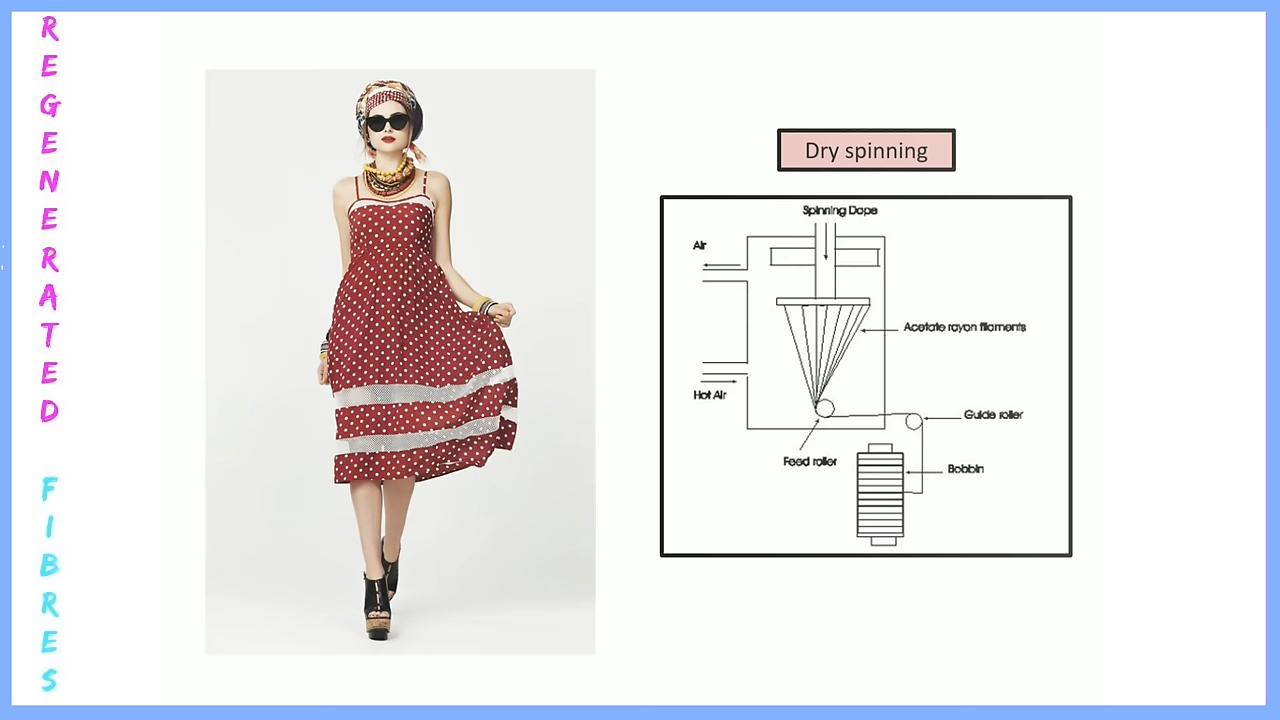 REGENERATED FIBRES
Dry spinning
Spinning Dope
Air
Acetate rayon filaments
Hot Air
Guide roller
Feed roller
Bobbin